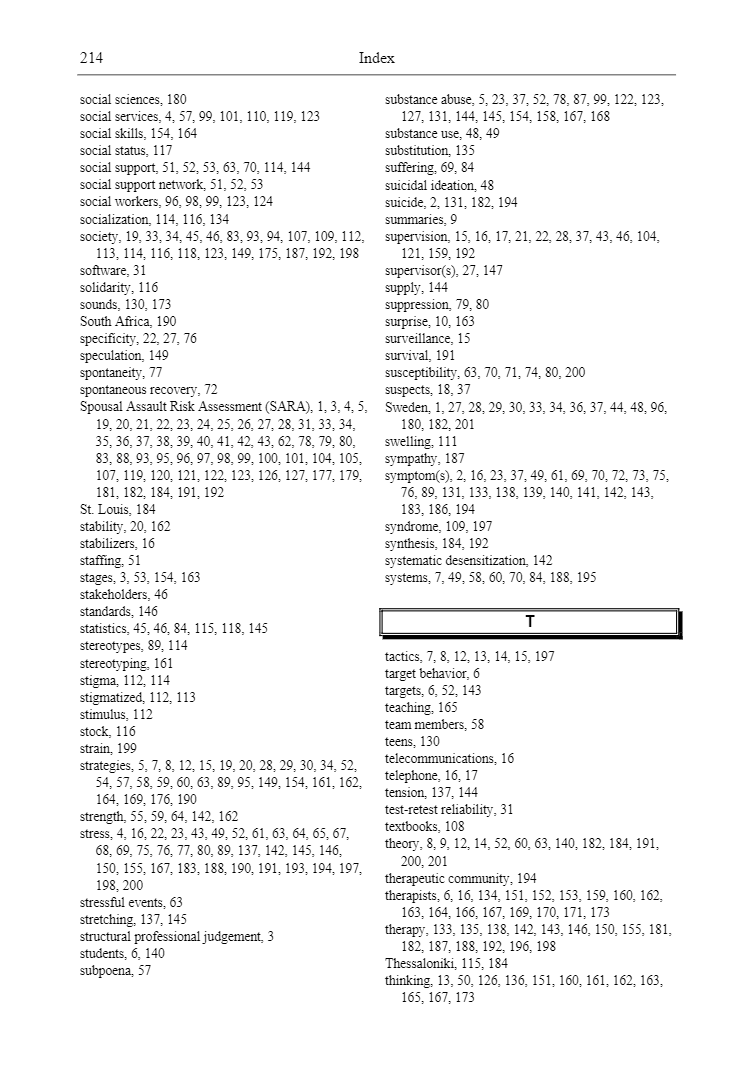 214
Index
social sciences, 180
social services, 4, 57, 99, 101, 110, 119, 123
social skills, 154, 164
social status, 117
social support, 51, 52, 53, 63, 70, 114, 144
social support network, 51, 52, 53
social workers, 96, 98, 99, 123, 124
socialization, 114, 116, 134
society, 19, 33, 34, 45, 46, 83, 93, 94, 107, 109, 112,
113, 114, 116, 118, 123, 149, 175, 187, 192, 198
software, 31
solidarity, 116
sounds, 130, 173
South Africa, 190
specificity, 22, 27, 76
speculation, 149
spontaneity, 77
spontaneous recovery, 72
Spousal Assault Risk Assessment (SARA), 1, 3, 4, 5,
19, 20, 21, 22, 23, 24, 25, 26, 27, 28, 31, 33, 34,
35, 36, 37, 38, 39, 40, 41, 42, 43, 62, 78, 79, 80,
83, 88, 93, 95, 96, 97, 98, 99, 100, 101, 104, 105,
107, 119, 120, 121, 122, 123, 126, 127, 177, 179,
181, 182, 184, 191, 192
St. Louis, 184
stability, 20, 162
stabilizers, 16
staffing, 51
stages, 3, 53, 154, 163
stakeholders, 46
standards, 146
statistics, 45, 46, 84, 115, 118, 145
stereotypes, 89, 114
stereotyping, 161
stigma, 112, 114
stigmatized, 112, 113
stimulus, 112
stock, 116
strain, 199
strategies, 5, 7, 8, 12, 15, 19, 20, 28, 29, 30, 34, 52,
54, 57, 58, 59, 60, 63, 89, 95, 149, 154, 161, 162,
164, 169, 176, 190
strength, 55, 59, 64, 142, 162
stress, 4, 16, 22, 23, 43, 49, 52, 61, 63, 64, 65, 67,
68, 69, 75, 76, 77, 80, 89, 137, 142, 145, 146,
150, 155, 167, 183, 188, 190, 191, 193, 194, 197,
198, 200
stressful events, 63
stretching, 137, 145
structural professional judgement, 3
students, 6, 140
subpoena, 57
substance abuse, 5, 23, 37, 52, 78, 87, 99, 122, 123,
127, 131, 144, 145, 154, 158, 167, 168
substance use, 48, 49
substitution, 135
suffering, 69, 84
suicidal ideation, 48
suicide, 2, 131, 182, 194
summaries, 9
supervision, 15, 16, 17, 21, 22, 28, 37, 43, 46, 104,
121, 159, 192
supervisor(s), 27, 147
supply, 144
suppression, 79, 80
surprise, 10, 163
surveillance, 15
survival, 191
susceptibility, 63, 70, 71, 74, 80, 200
suspects, 18, 37
Sweden, 1, 27, 28, 29, 30, 33, 34, 36, 37, 44, 48, 96,
180, 182, 201
swelling, 111
sympathy, 187
symptom(s), 2, 16, 23, 37, 49, 61, 69, 70, 72, 73, 75,
76, 89, 131, 133, 138, 139, 140, 141, 142, 143,
183, 186, 194
syndrome, 109, 197
synthesis, 184, 192
systematic desensitization, 142
systems, 7, 49, 58, 60, 70, 84, 188, 195
T
tactics, 7, 8, 12, 13, 14, 15, 197
target behavior, 6
targets, 6, 52, 143
teaching, 165
team members, 58
teens, 130
telecommunications, 16
telephone, 16, 17
tension, 137, 144
test-retest reliability, 31
textbooks, 108
theory, 8, 9, 12, 14, 52, 60, 63, 140, 182, 184, 191,
200, 201
therapeutic community, 194
therapists, 6, 16, 134, 151, 152, 153, 159, 160, 162,
163, 164, 166, 167, 169, 170, 171, 173
therapy, 133, 135, 138, 142, 143, 146, 150, 155, 181,
182, 187, 188, 192, 196, 198
Thessaloniki, 115, 184
thinking, 13, 50, 126, 136, 151, 160, 161, 162, 163,
165, 167, 173